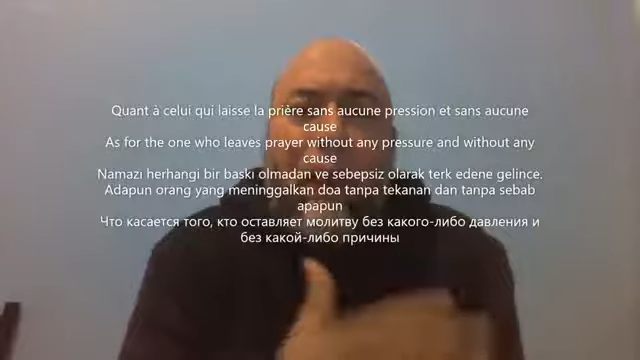 Quant à celui qui laisse la prière sans aucune pression et sans aucune
cause
As for the one who leaves prayer without any pressure and without any
cause
Namazı herhangi bir baskı olmadan ve sebepsiz olarak terk edene gelince.
Adapun orang yang meninggalkan doa tanpa tekanan dan tanpa sebab
apapun
Что касается того, кто оставляет молитву без какого-либо давления и
без какой-либо причины